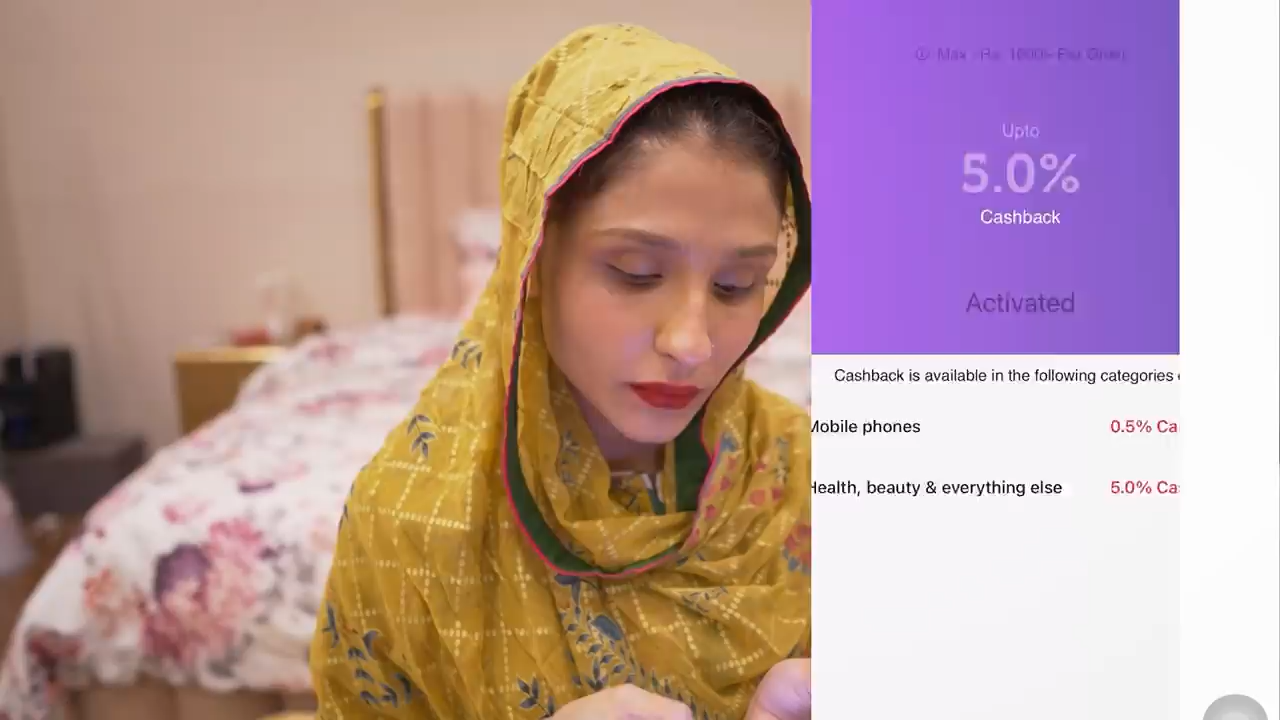 Upto
5.0%
Cashback
Activated
Cashback is available in the following categories
Mobile phones 0.5%
Health, beauty & everything else 5.0%